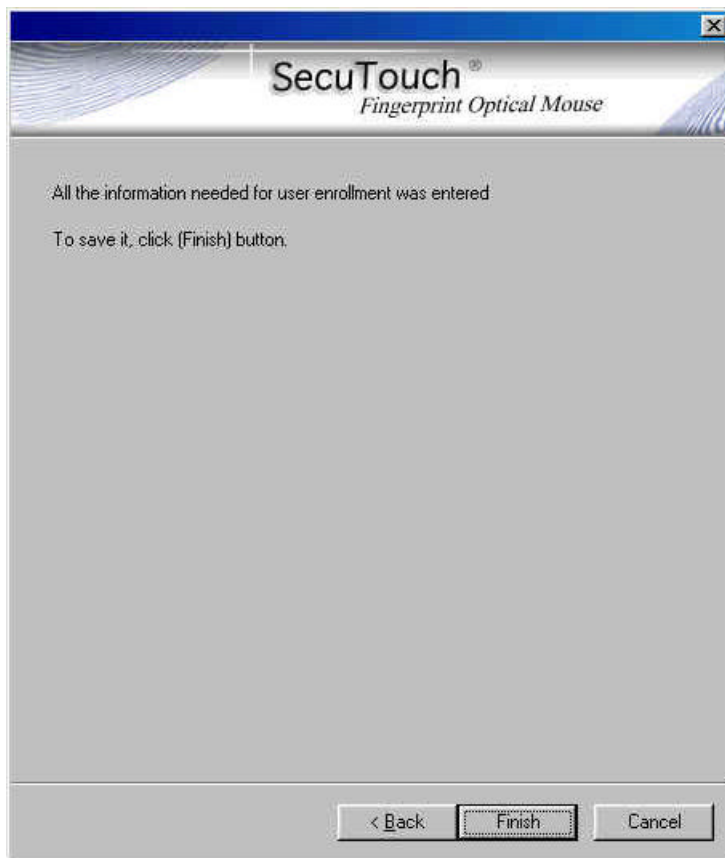 SecuTouch®
Fingerprint Optical Mouse
All the information needed for user enrollment was entered
To save it, click (Finish) button.
< Back
Finish
Cancel